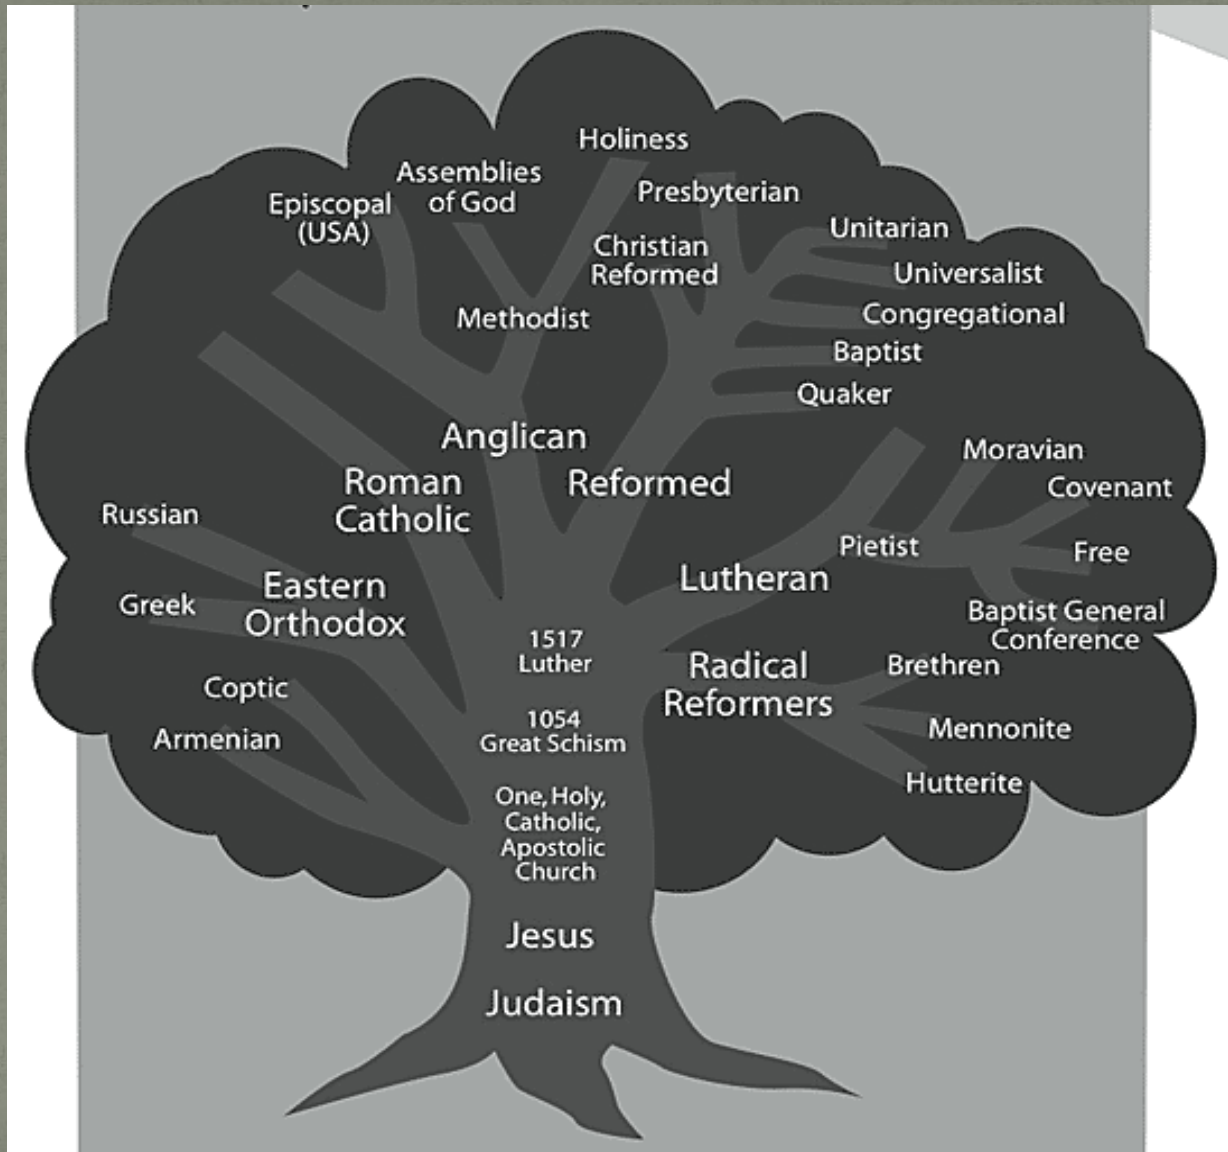 Holiness
Assemblies
of God
Presbyterian
Episcopal
(USA)
Unitarian
Christian
Reformed
Universalist
Congregational
Methodist
Baptist
Quaker
Anglican
Moravian
Roman
Catholic
Reformed
Covenant
Russian
Pietist
Free
Eastern
Orthodox
Lutheran
Greek
Baptist General
Conference
1517
Luther
Radical
Reformers
Brethren
Coptic
1054
Great Schism
Mennonite
Armenian
Hutterite
One, Holy,
Catholic,
Apostolic
Church
Jesus
Judaism